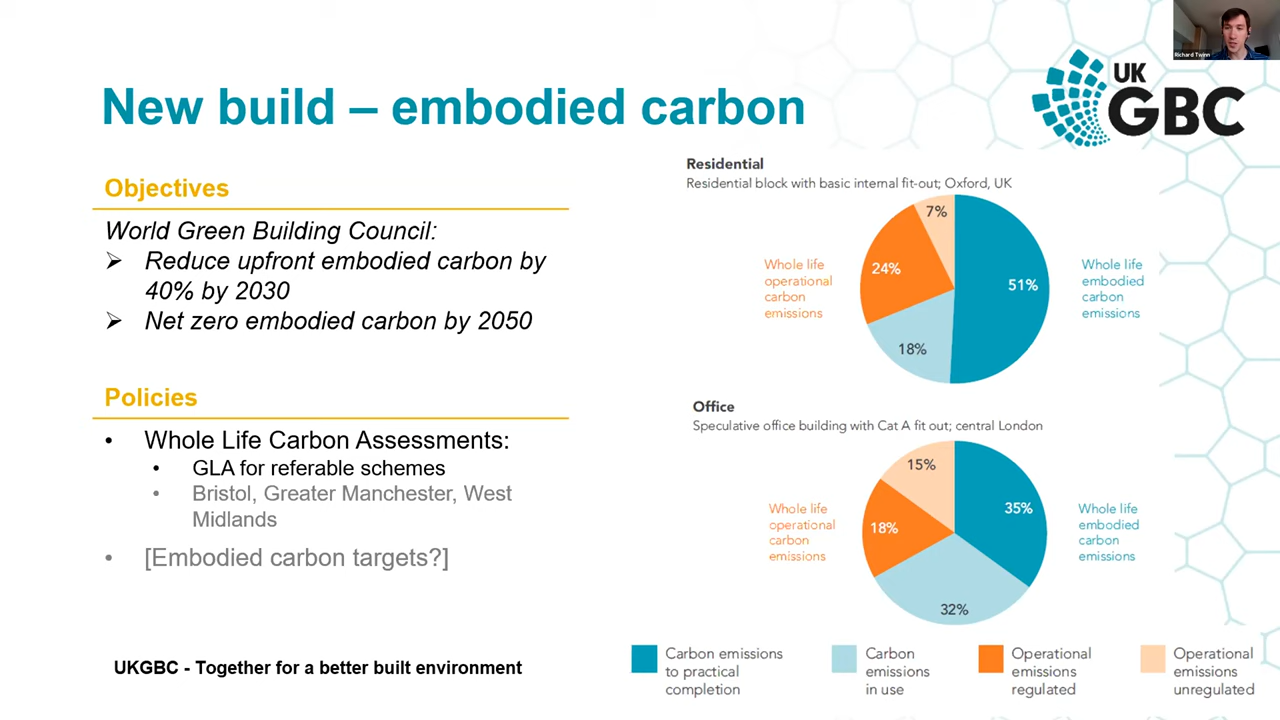 Richard Twinn
UK
GBC
New build – embodied carbon
Objectives
World Green Building Council:
➢ Reduce upfront embodied carbon by
40% by 2030
➢ Net zero embodied carbon by 2050
Policies
• Whole Life Carbon Assessments:
• GLA for referable schemes
• Bristol, Greater Manchester, West
Midlands
• [Embodied carbon targets?]
UKGBC - Together for a better built environment
Residential
Residential block with basic internal fit-out; Oxford, UK
7%
24%
51%
18%
Whole life
operational
carbon
emissions
Whole life
embodied
carbon
emissions
Office
Speculative office building with Cat A fit out; central London
15%
35%
18%
32%
Whole life
operational
carbon
emissions
Whole life
embodied
carbon
emissions
Carbon emissions
to practical
completion
Carbon
emissions
in use
Operational
emissions
regulated
Operational
emissions
unregulated